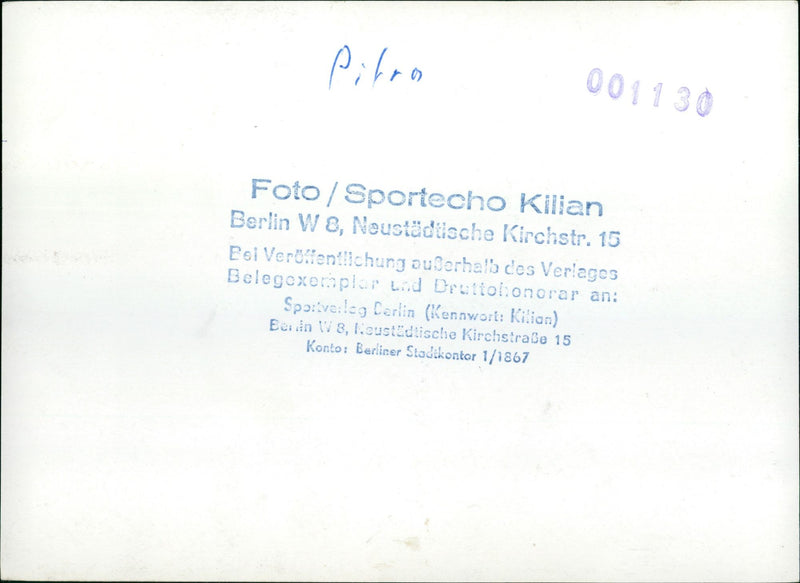 Pitra
001130
Foto / Sportecho Kilian
Berlin W 8, Neustädtische Kirchstr. 15
Bei Veröffentlichung außerhalb des Verlages
Belegexemplar und Bruttohonorar an:
Sportverlag Berlin (Kennwort: Kilian)
Berlin W 8, Neustädtische Kirchstraße 15
Konto: Berliner Stadtkontor 1/1867